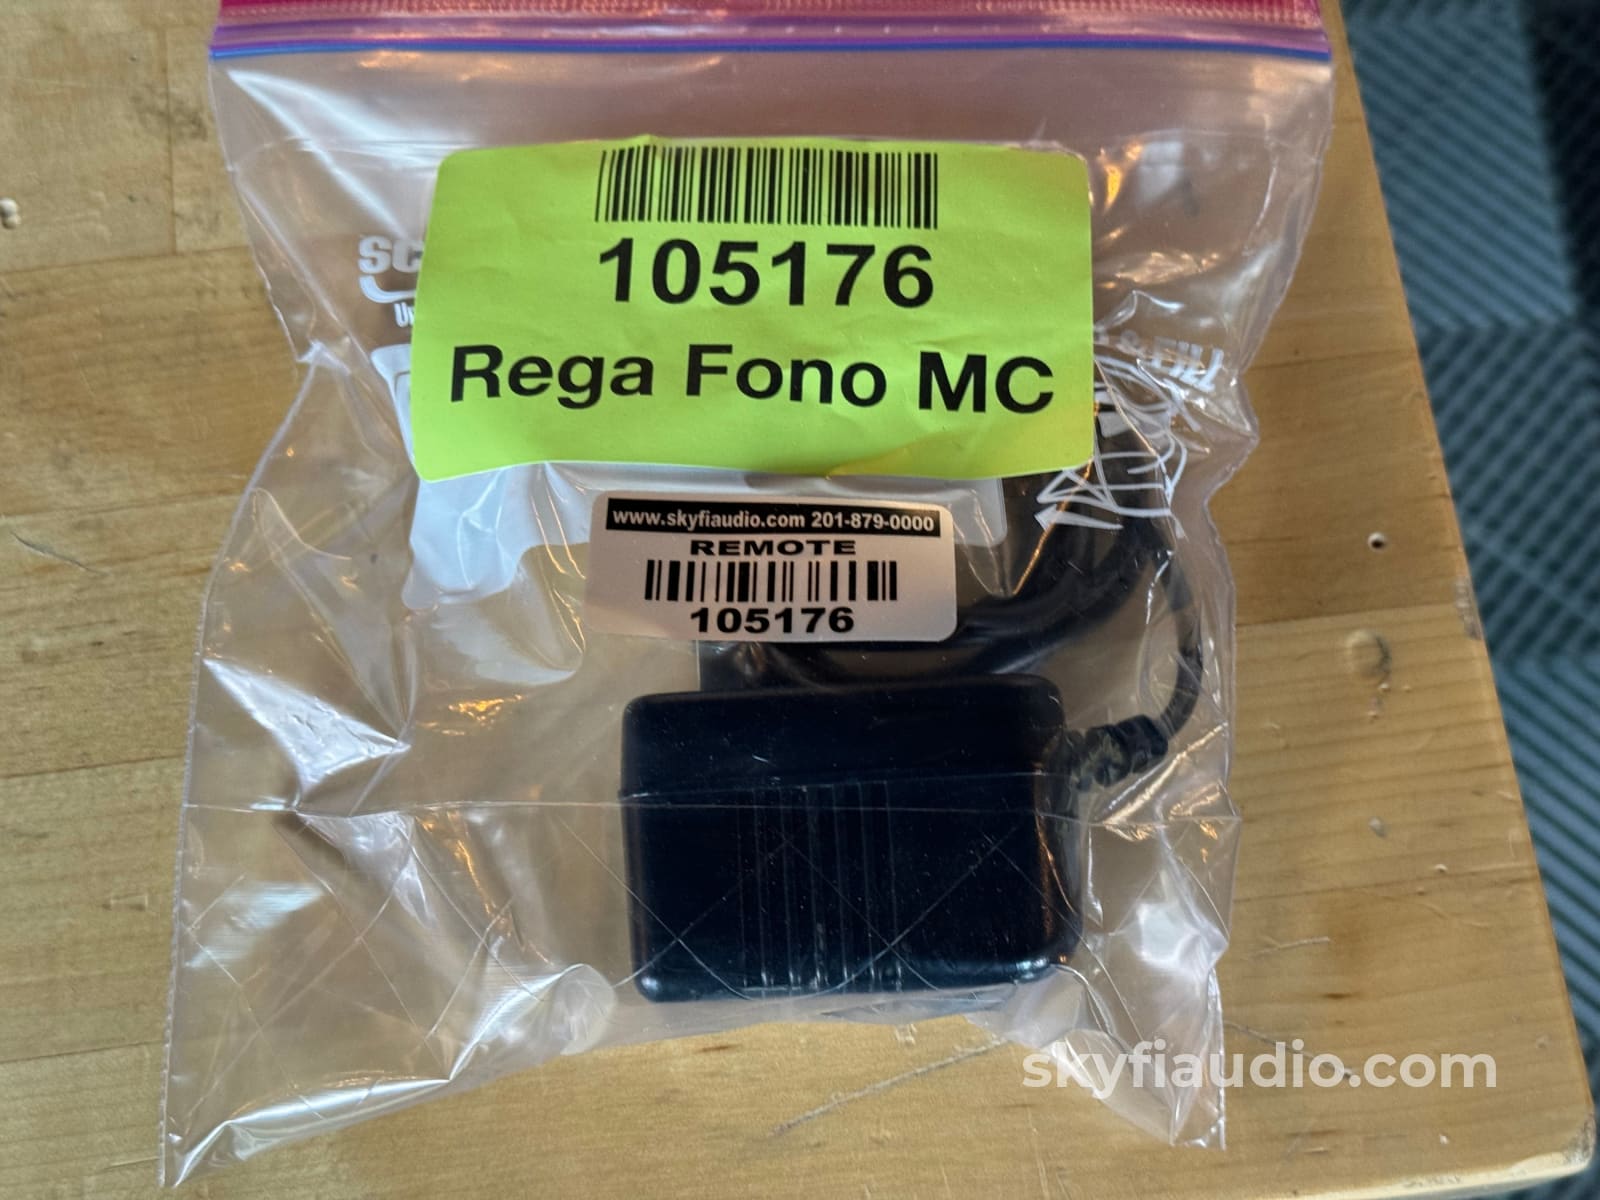 105176
Rega Fono MC
www.skyfiaudio.com 201-879-0000
REMOTE
105176
skyfiaudio.com